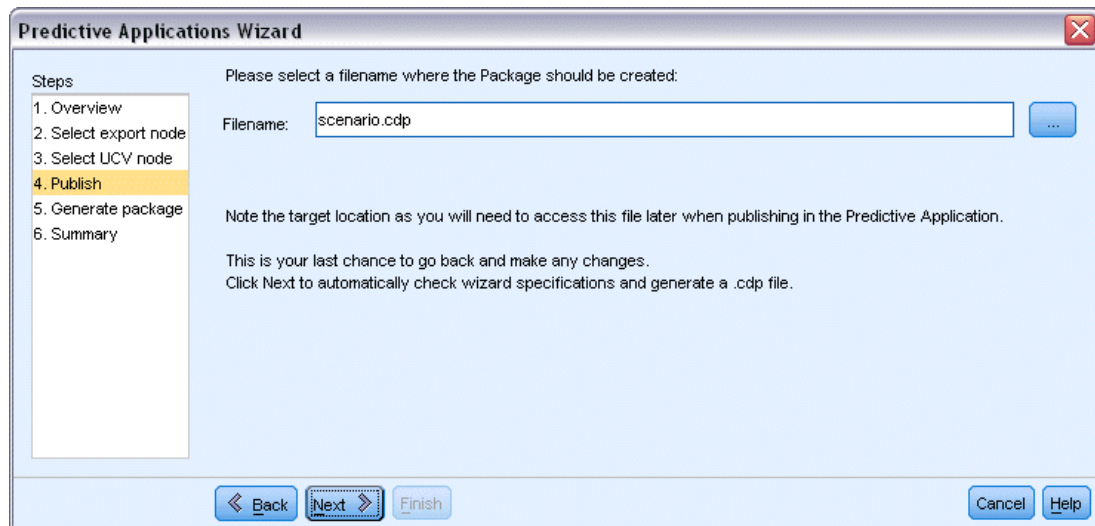 Predictive Applications Wizard
Steps
1. Overview
2. Select export node
3. Select UCV node
4. Publish
5. Generate package
6. Summary
Please select a filename where the Package should be created:
Filename:
scenario.cdp
...
Note the target location as you will need to access this file later when publishing in the Predictive Application.
This is your last chance to go back and make any changes.
Click Next to automatically check wizard specifications and generate a .cdp file.
Back
Next
Finish
Cancel
Help